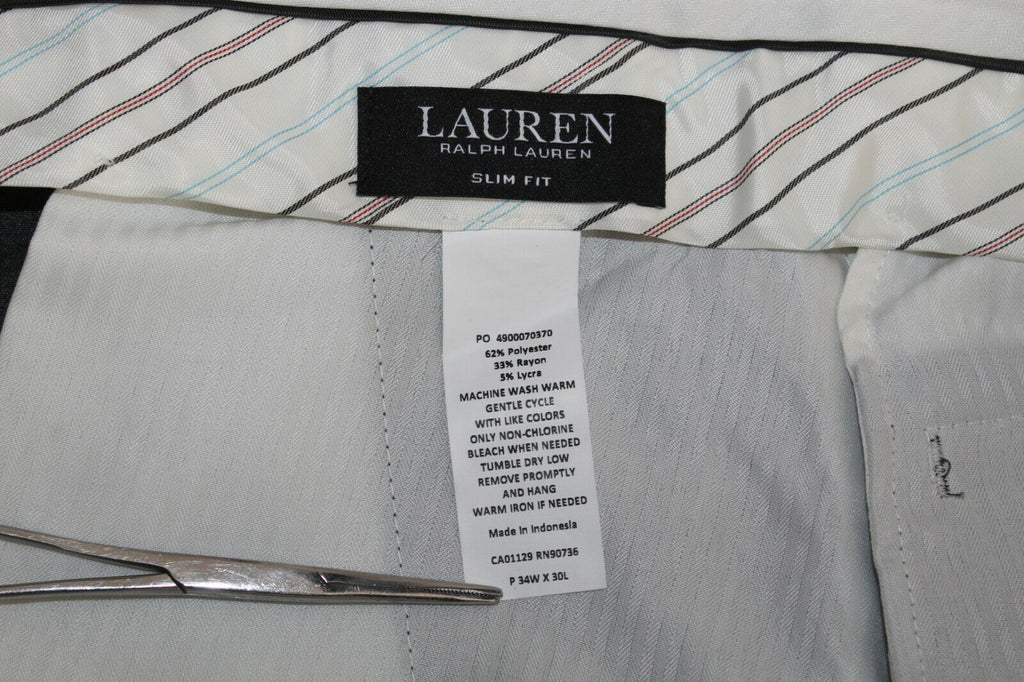 LAUREN
RALPH LAUREN
SLIM FIT
PO 4900070370
62% Polyester
33% Rayon
5% Lycra
MACHINE WASH WARM
GENTLE CYCLE
WITH LIKE COLORS
ONLY NON-CHLORINE
BLEACH WHEN NEEDED
TUMBLE DRY LOW
REMOVE PROMPTLY
AND HANG
WARM IRON IF NEEDED
Made In Indonesia
CA01129 RN90736
P 34W X 30L